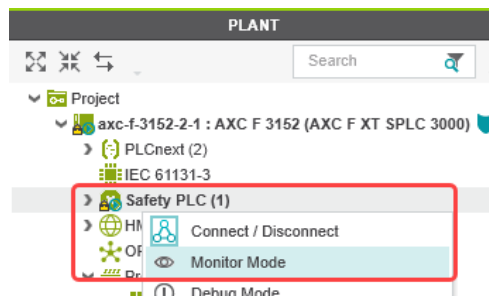 PLANT
Search
Project
axc-f-3152-2-1 : AXC F 3152 (AXC F XT SPLC 3000)
PLCnext (2)
IEC 61131-3
Safety PLC (1)
Connect / Disconnect
Monitor Mode
Debug Mode